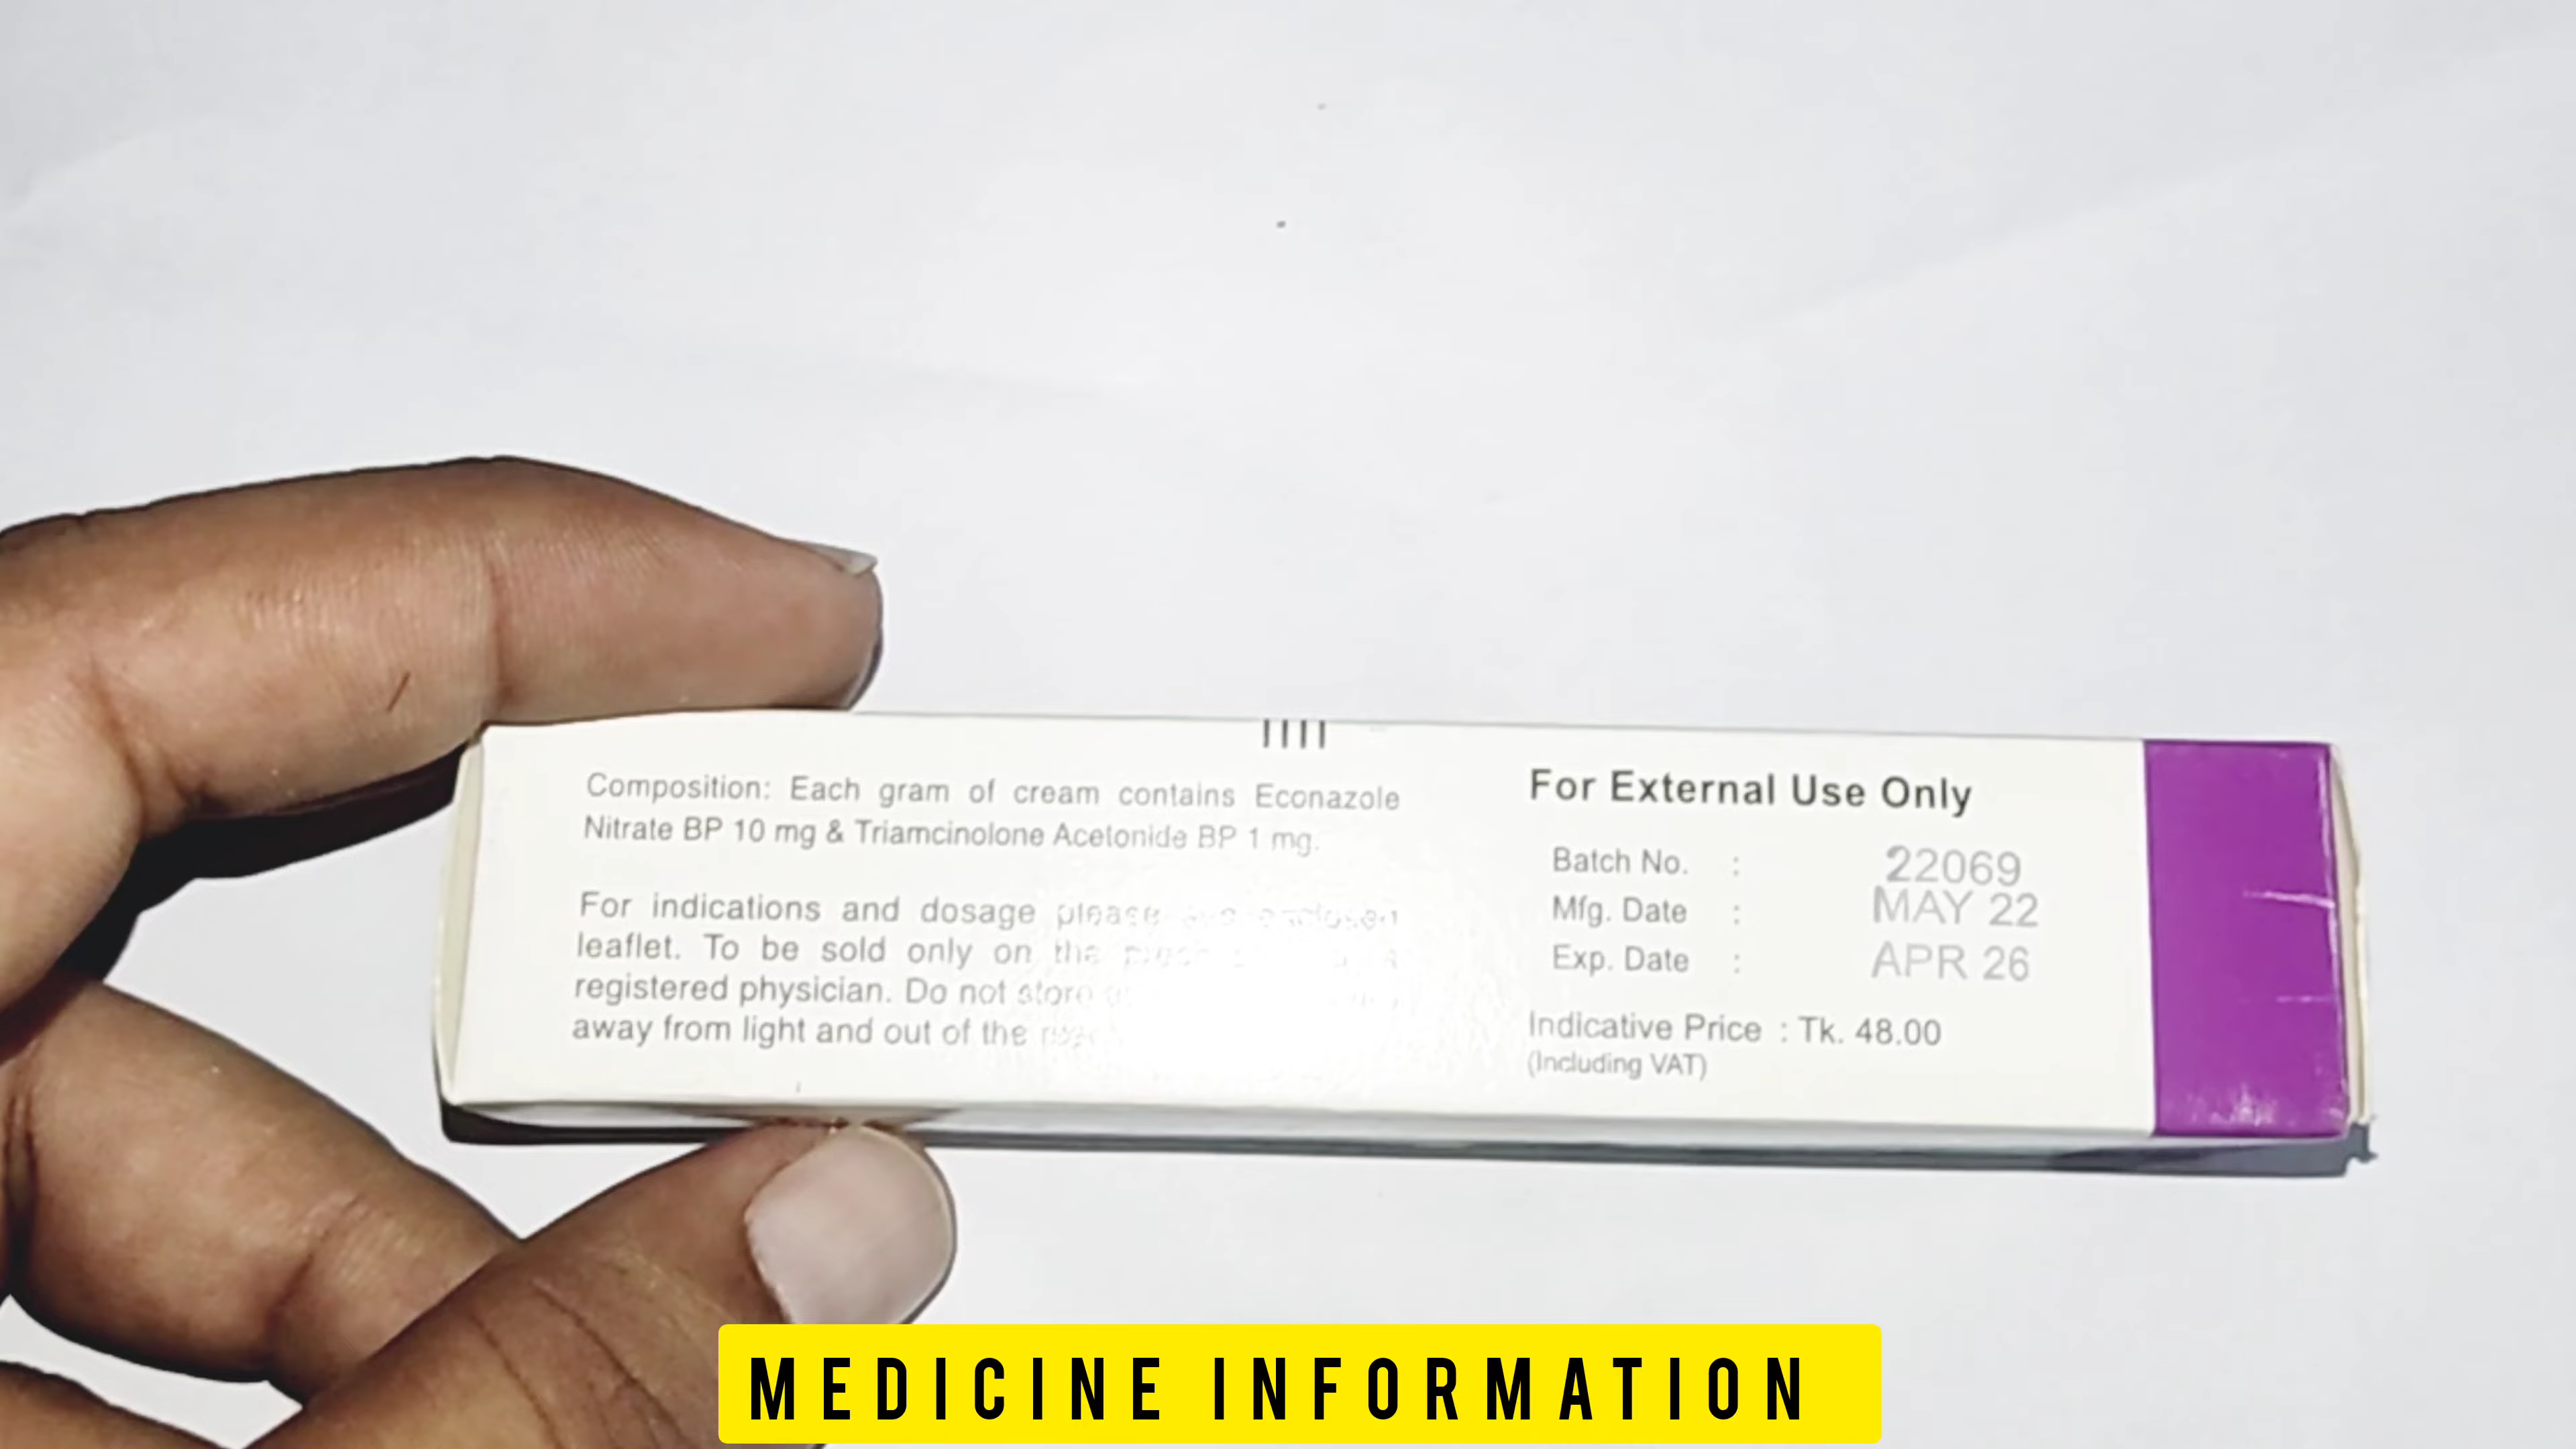 Composition: Each gram of cream contains Econazole
Nitrate BP 10 mg & Triamcinolone Acetonide BP 1 mg.
For indications and dosage please
leaflet. To be sold only on the
registered physician. Do not store
away from light and out of the
For External Use Only
Batch No. : 22069
Mfg. Date : MAY 22
Exp. Date : APR 26
Indicative Price : Tk. 48.00
(Including VAT)
MEDICINE INFORMATION